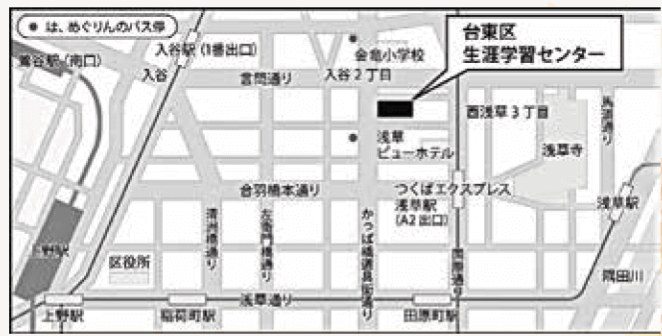 ● は、めぐりんのバス停
台東区
生涯学習センター
鶯谷駅(南口)
入谷駅(1番出口)
入谷
金竜小学校
入谷2丁目
言問通り
西浅草3丁目
馬道通り
浅草
ビューホテル
浅草寺
合羽橋本通り
つくばエクスプレス
浅草駅
(A2出口)
浅草駅
清洲橋通り
左衛門橋通り
かっぱ橋道具街通り
国際通り
上野駅
区役所
隅田川
浅草通り
上野駅
稲荷町駅
田原町駅